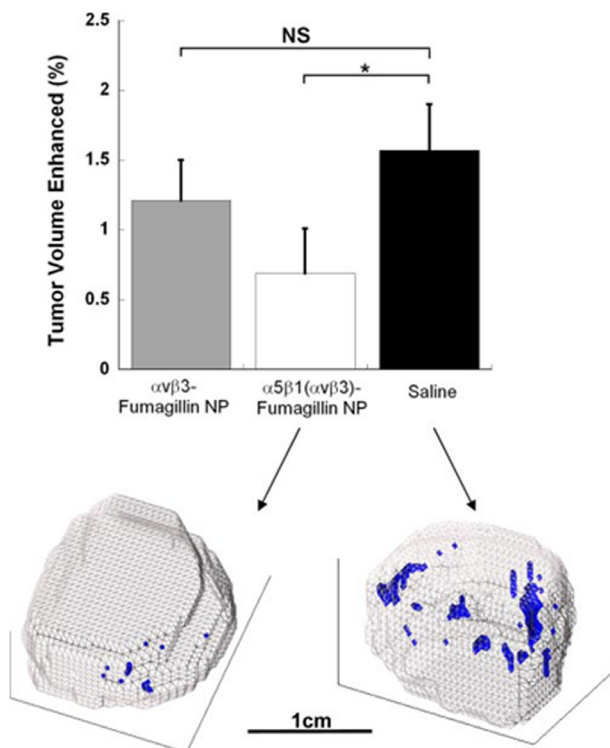 2.5
NS
2
*
1.5
1
0.5
0
Tumor Volume Enhanced (%)
αvβ3-
Fumagillin NP
α5β1(αvβ3)-
Fumagillin NP
Saline
1cm